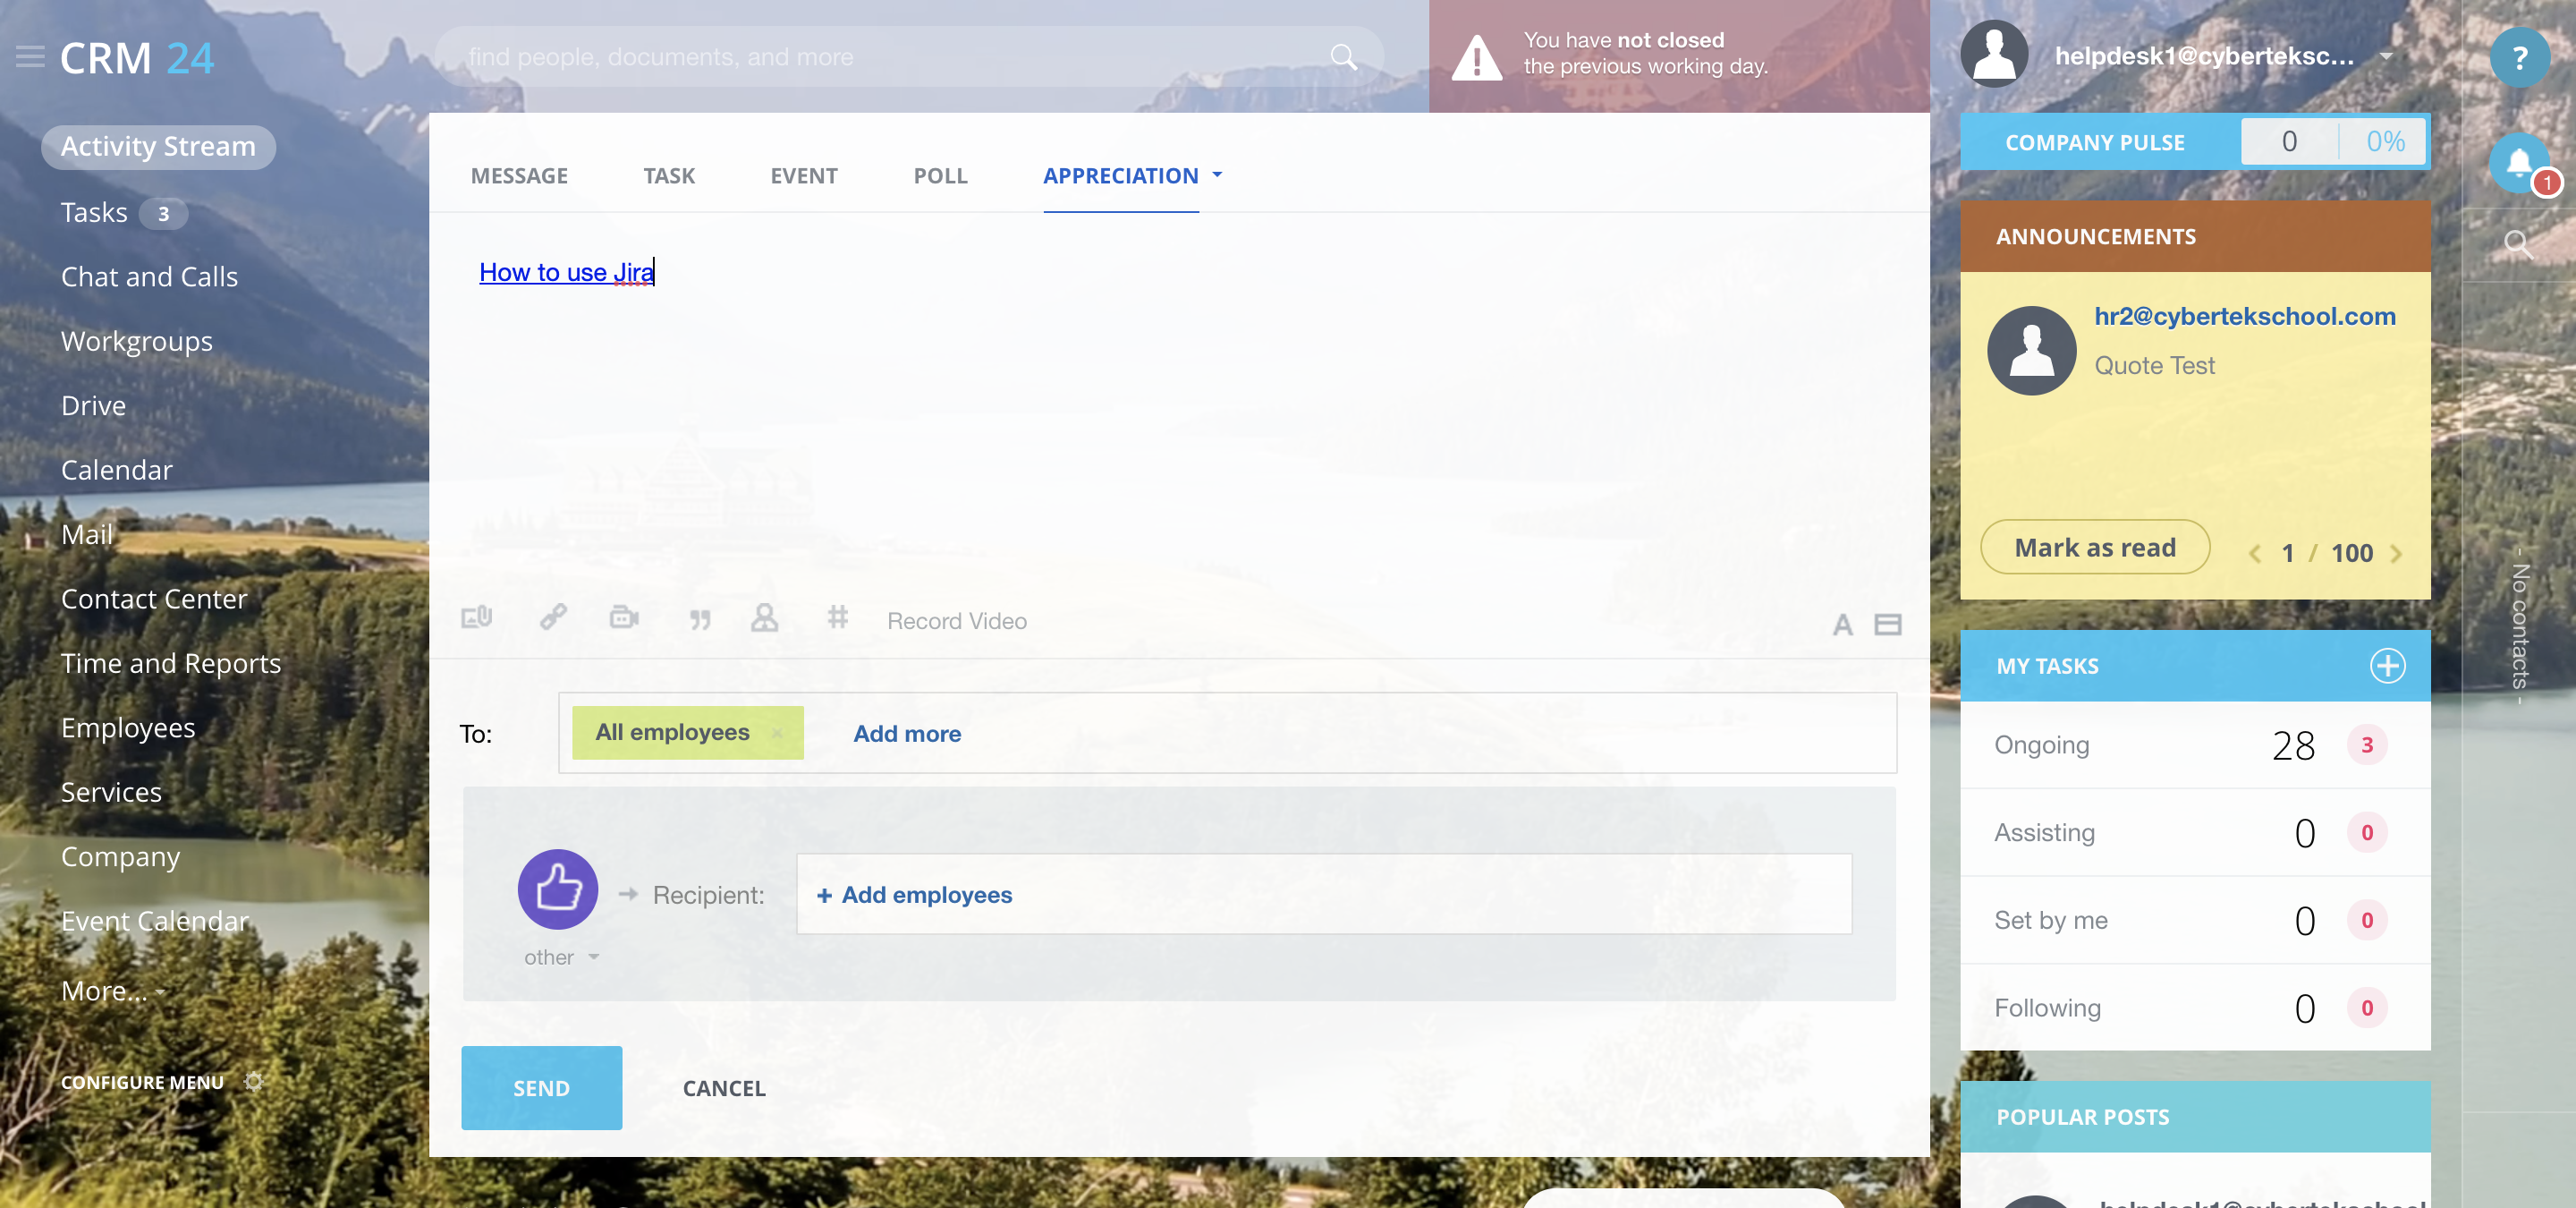 CRM 24
find people, documents, and more
You have not closed
the previous working day.
helpdesk1@cyberteksc...
?
Activity Stream
Tasks 3
Chat and Calls
Workgroups
Drive
Calendar
Mail
Contact Center
Time and Reports
Employees
Services
Company
Event Calendar
More...
CONFIGURE MENU
MESSAGE TASK EVENT POLL APPRECIATION
How to use Jira
Record Video
A
To: All employees × Add more
Recipient: + Add employees
other
SEND CANCEL
COMPANY PULSE 0 0%
ANNOUNCEMENTS
hr2@cybertekschool.com
Quote Test
Mark as read 1 / 100
MY TASKS
Ongoing 28 3
Assisting 0 0
Set by me 0 0
Following 0 0
POPULAR POSTS
helpdesk1@cybertekschool
1
- No contacts -